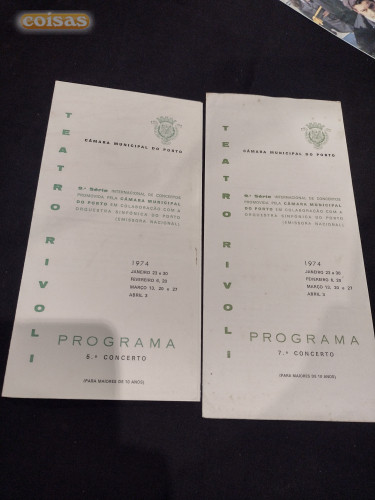 coisas
TEATRO RIVOLI
CÂMARA MUNICIPAL DO PORTO
6.ª Série INTERNACIONAL DE CONCERTOS
PROMOVIDA PELA CÂMARA MUNICIPAL
DO PORTO EM COLABORAÇÃO COM A
ORQUESTRA SINFÓNICA DO PORTO
(EMISSORA NACIONAL)
1974
JANEIRO 23 e 30
FEVEREIRO 6, 20
MARÇO 13, 20 e 27
ABRIL 3
PROGRAMA
5.º CONCERTO
(PARA MAIORES DE 10 ANOS)
TEATRO RIVOLI
CÂMARA MUNICIPAL DO PORTO
6.ª Série INTERNACIONAL DE CONCERTOS
PROMOVIDA PELA CÂMARA MUNICIPAL
DO PORTO EM COLABORAÇÃO COM A
ORQUESTRA SINFÓNICA DO PORTO
(EMISSORA NACIONAL)
1974
JANEIRO 23 e 30
FEVEREIRO 6, 20
MARÇO 13, 20 e 27
ABRIL
PROGRAMA
7.º CONCERTO
(PARA MAIORES DE 10 ANOS)